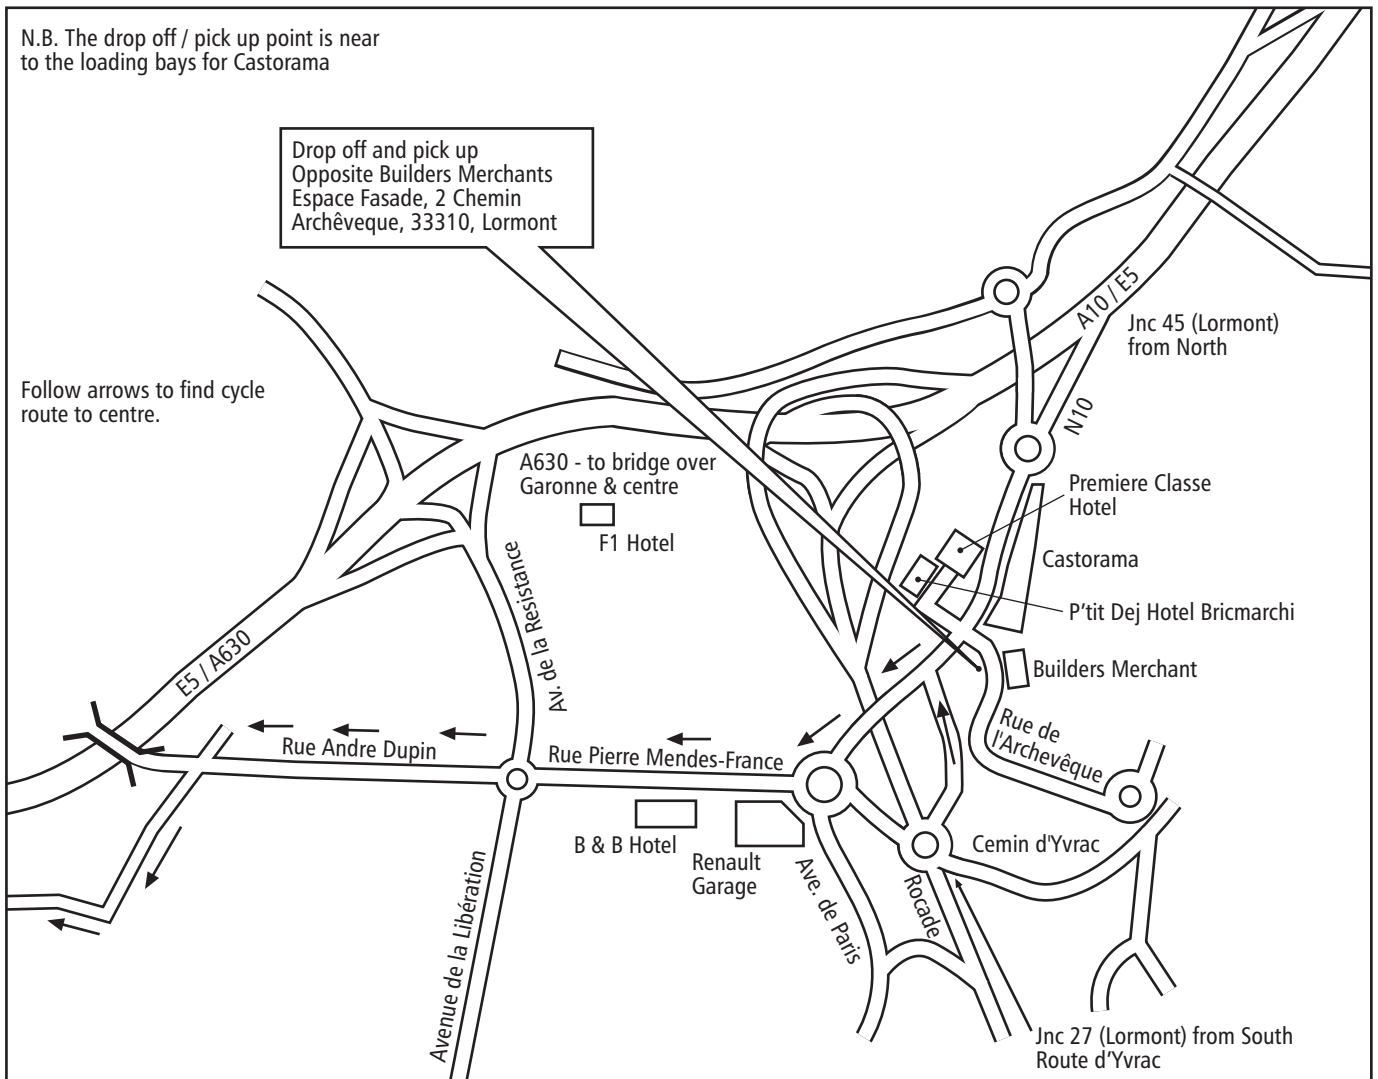 N.B. The drop off / pick up point is near
to the loading bays for Castorama
Drop off and pick up
Opposite Builders Merchants
Espace Fasade, 2 Chemin
Archêveque, 33310, Lormont
A10 / E5
Jnc 45 (Lormont)
from North
Follow arrows to find cycle
route to centre.
N10
A630 - to bridge over
Garonne & centre
F1 Hotel
Premiere Classe
Hotel
Castorama
P'tit Dej Hotel Bricmarchi
Av. de la Resistance
E5 / A630
Builders Merchant
Rue de
l'Archevêque
Rue Andre Dupin
Rue Pierre Mendes-France
B & B Hotel
Renault
Garage
Cemin d'Yvrac
Ave. de Paris
Rocade
Avenue de la Libération
Jnc 27 (Lormont) from South
Route d'Yvrac